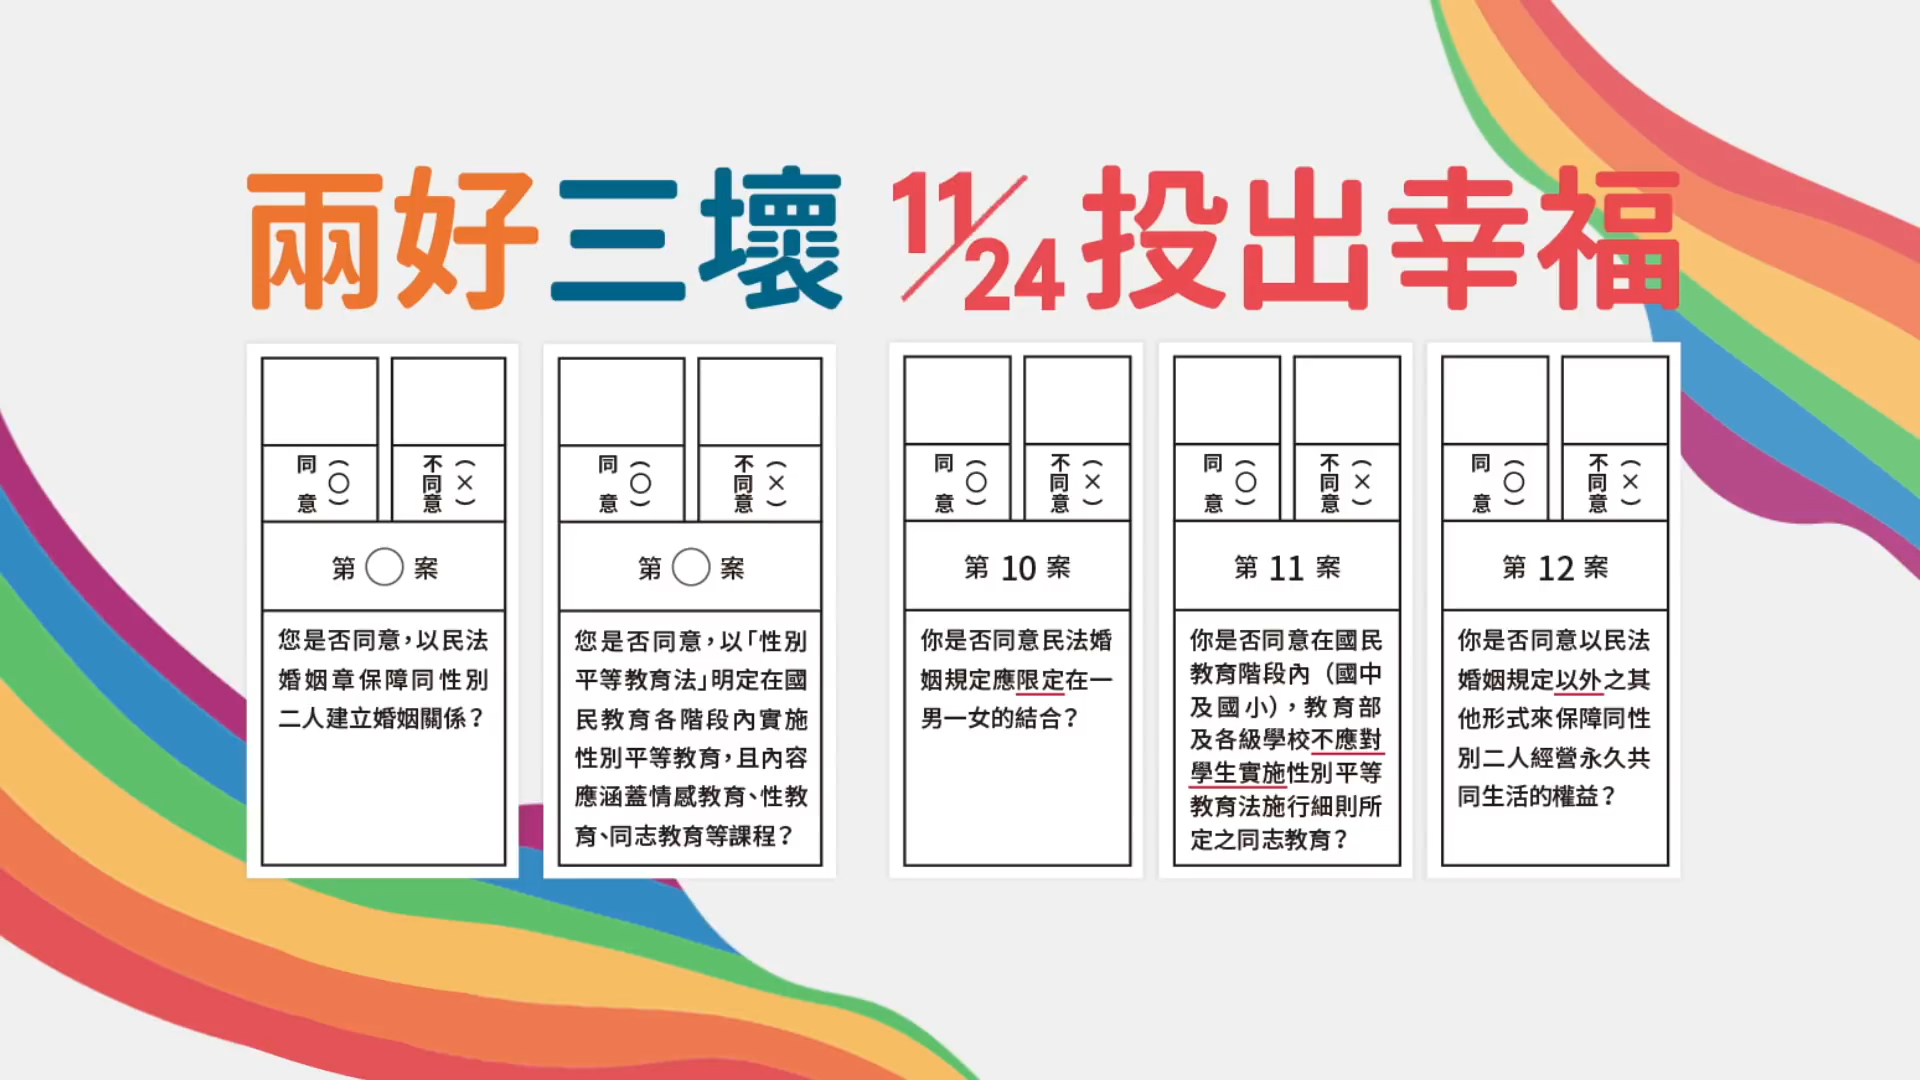 兩好三壞 11/24 投出幸福
同意（○）
不同意（×）
第○案
您是否同意，以民法
婚姻章保障同性別
二人建立婚姻關係？
同意（○）
不同意（×）
第○案
您是否同意，以「性別
平等教育法」明定在國
民教育各階段內實施
性別平等教育，且內容
應涵蓋情感教育、性教
育、同志教育等課程？
同意（○）
不同意（×）
第 10 案
你是否同意民法婚
姻規定應限定在一
男一女的結合？
同意（○）
不同意（×）
第 11 案
你是否同意在國民
教育階段內（國中
及國小），教育部
及各級學校不應對
學生實施性別平等
教育法施行細則所
定之同志教育？
同意（○）
不同意（×）
第 12 案
你是否同意以民法
婚姻規定以外之其
他形式來保障同性
別二人經營永久共
同生活的權益？